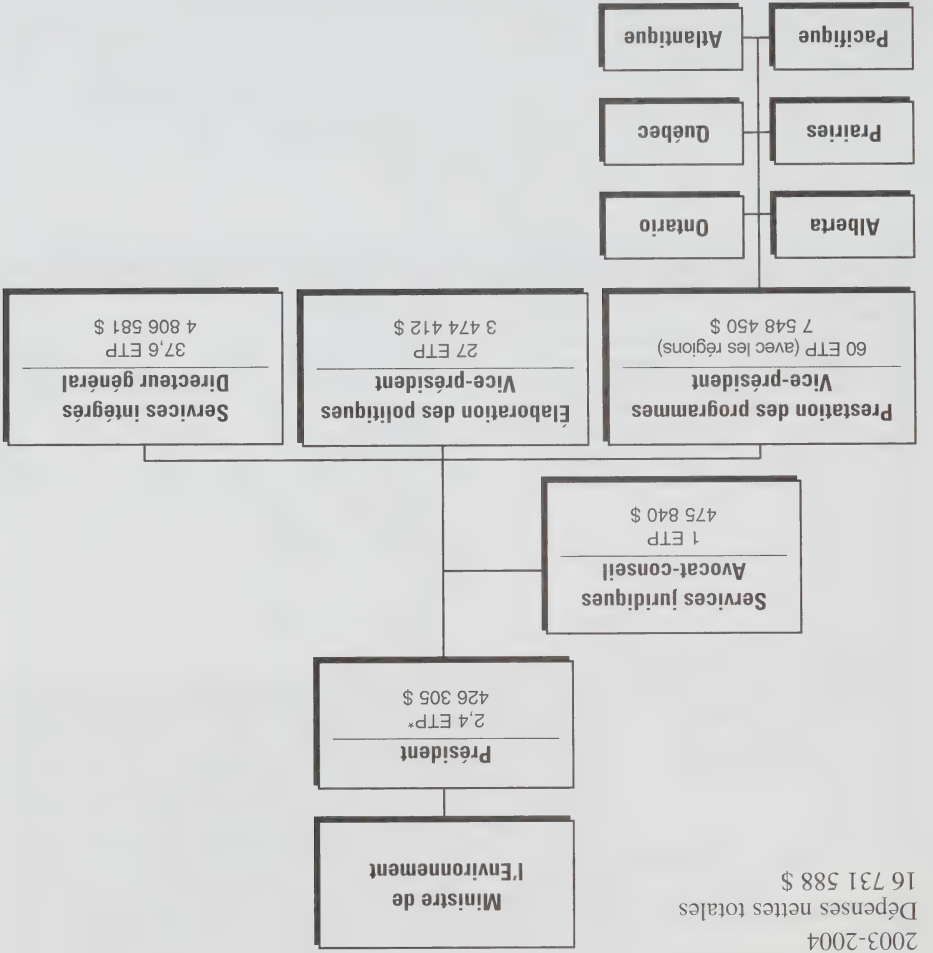 2003-2004
Dépenses nettes totales
16 731 588 $
Ministre de
l'Environnement
Président
2,4 ETP*
426 305 $
Services juridiques
Avocat-conseil
1 ETP
475 840 $
Services intégrés
Directeur général
37,6 ETP
4 806 581 $
Élaboration des politiques
Vice-président
27 ETP
3 474 412 $
Prestation des programmes
Vice-président
60 ETP (avec les régions)
7 548 450 $
Ontario
Alberta
Québec
Prairies
Atlantique
Pacifique